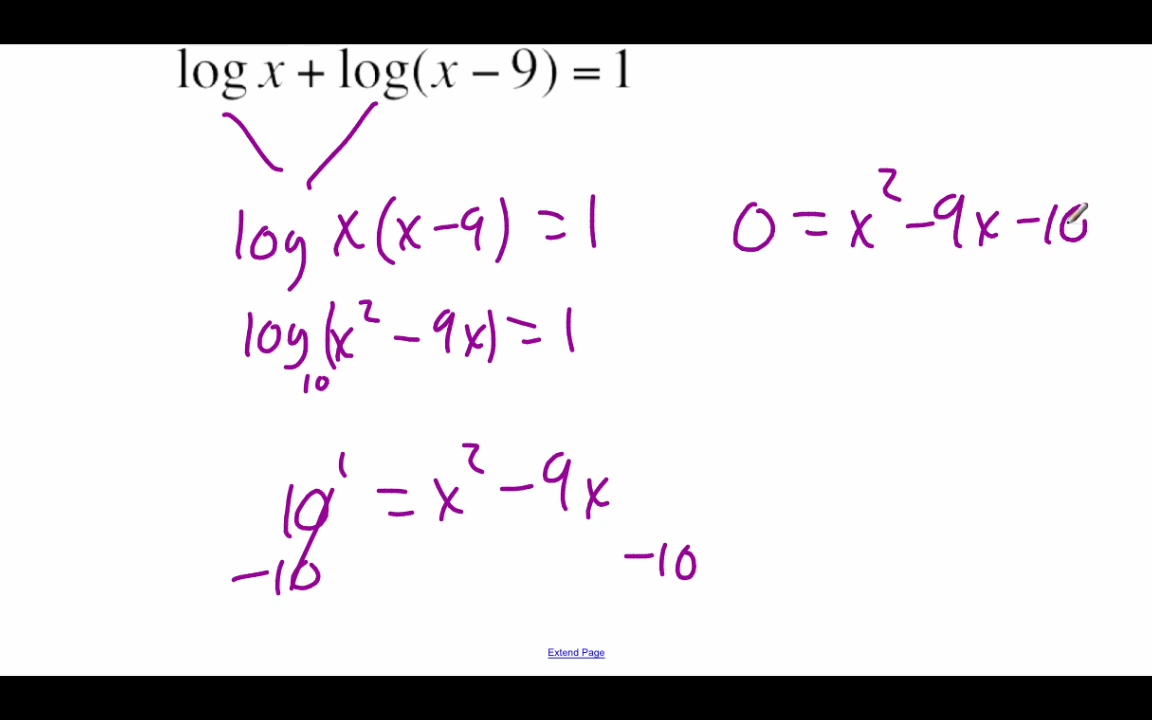 log x + log(x − 9) = 1
log x(x − 9) = 1
log₁₀(x² − 9x) = 1
10¹ = x² − 9x
−10 −10
0 = x² − 9x − 10
Extend Page